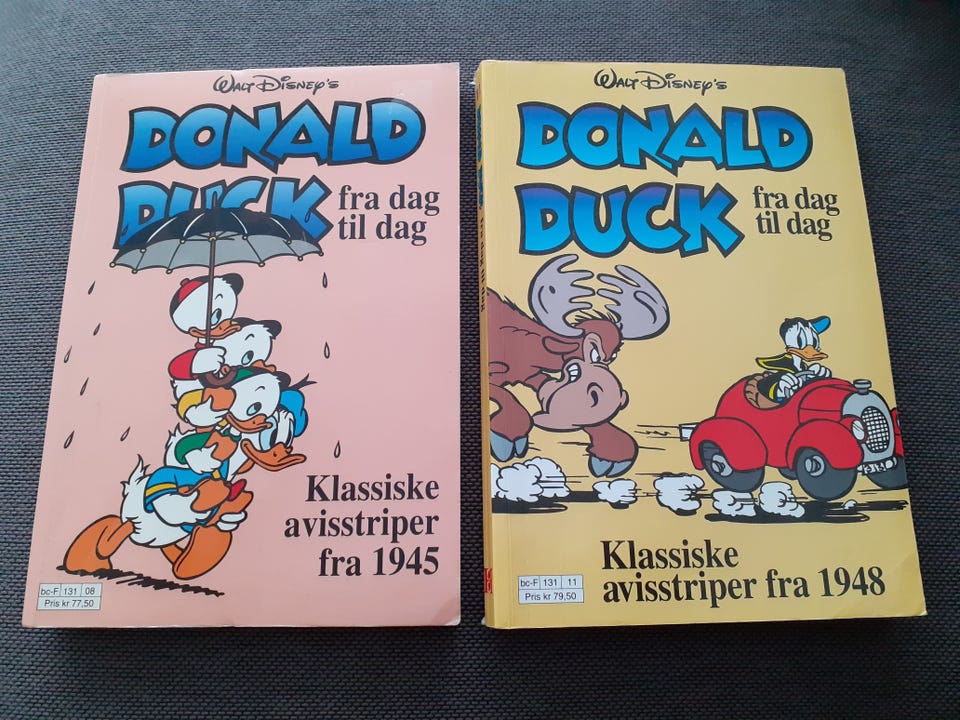 WALT DISNEY'S
DONALD
DUCK
fra dag
til dag
Klassiske
avisstriper
fra 1945
bc-F 131 08
Pris kr 77,50
WALT DISNEY'S
DONALD
DUCK
fra dag
til dag
313
Klassiske
avisstriper fra 1948
bc-F 131 11
Pris kr 79,50